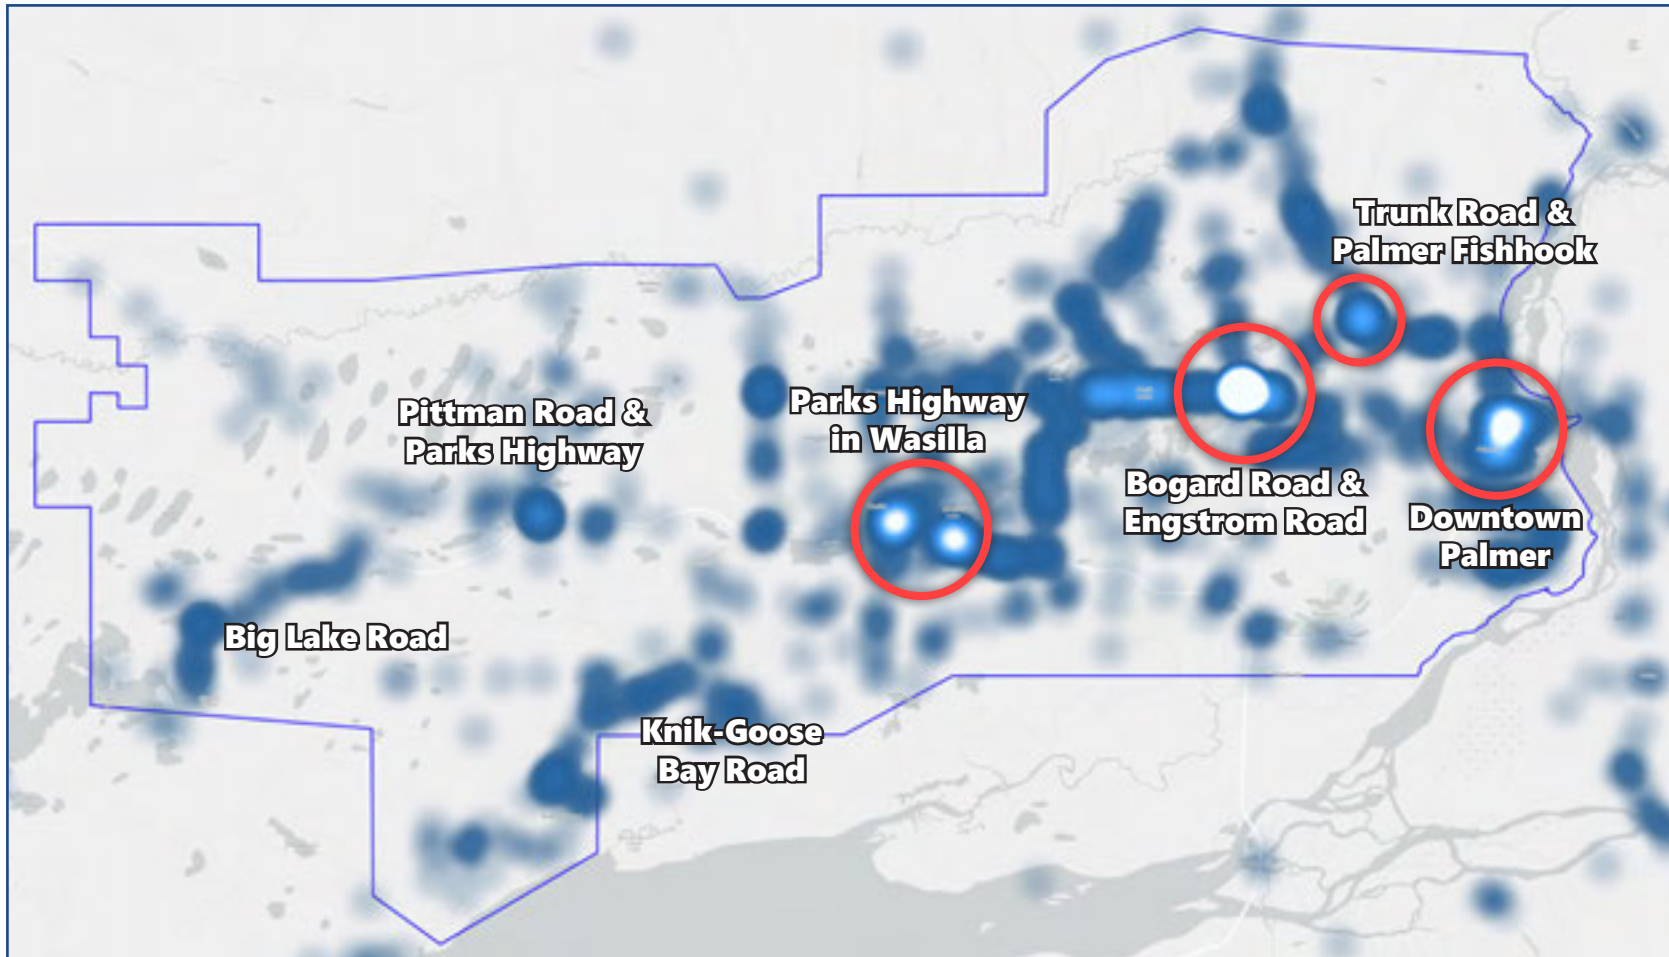 Trunk Road &
Palmer Fishhook
Pittman Road &
Parks Highway
Parks Highway
in Wasilla
Bogard Road &
Engstrom Road
Downtown
Palmer
Big Lake Road
Knik-Goose
Bay Road